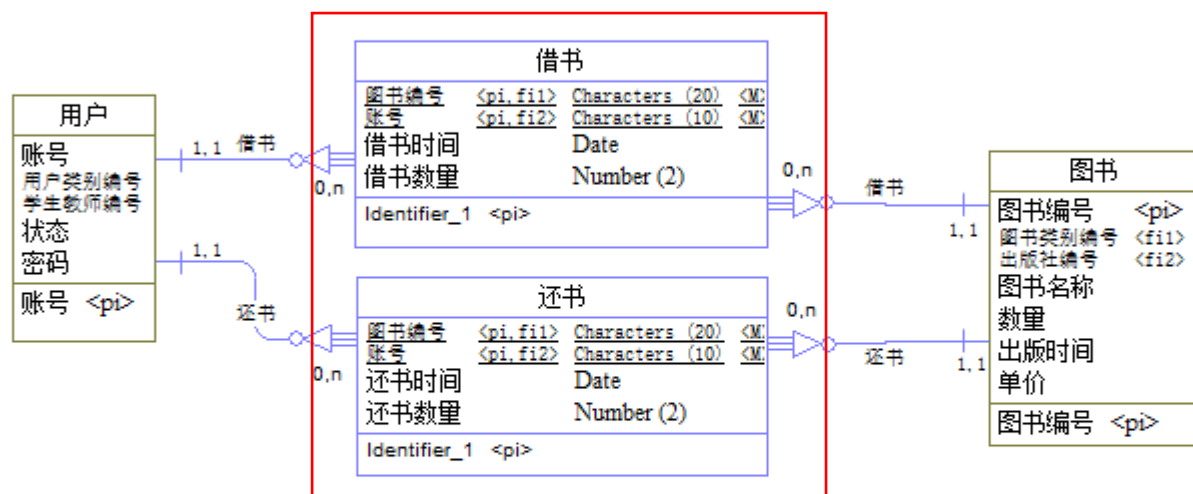 用户
账号
用户类别编号
学生教师编号
状态
密码
账号 <pi>
1,1 借书
0,n
1,1
还书
0,n
借书
图书编号 <pi,fi1> Characters (20) <M>
账号 <pi,fi2> Characters (10) <M>
借书时间 Date
借书数量 Number (2)
Identifier_1 <pi>
还书
图书编号 <pi,fi1> Characters (20) <M
账号 <pi,fi2> Characters (10) <M
还书时间 Date
还书数量 Number (2)
Identifier_1 <pi>
0,n
借书
1,1
0,n
还书
1,1
图书
图书编号 <pi>
图书类别编号 <fi1>
出版社编号 <fi2>
图书名称
数量
出版时间
单价
图书编号 <pi>